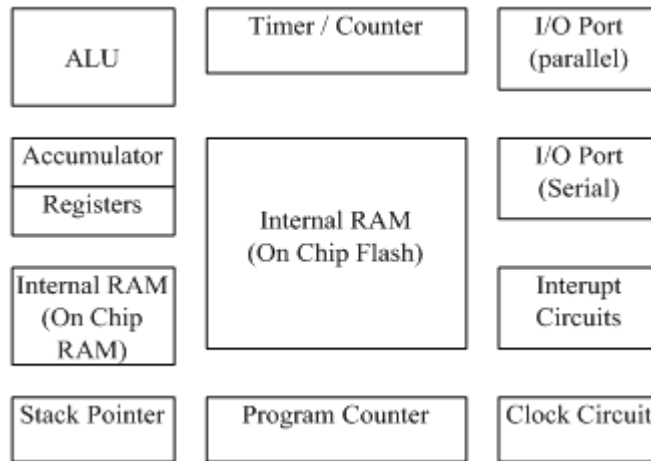 ALU
Timer / Counter
I/O Port
(parallel)
Accumulator
Registers
Internal RAM
(On Chip Flash)
I/O Port
(Serial)
Internal RAM
(On Chip
RAM)
Interupt
Circuits
Stack Pointer
Program Counter
Clock Circuit